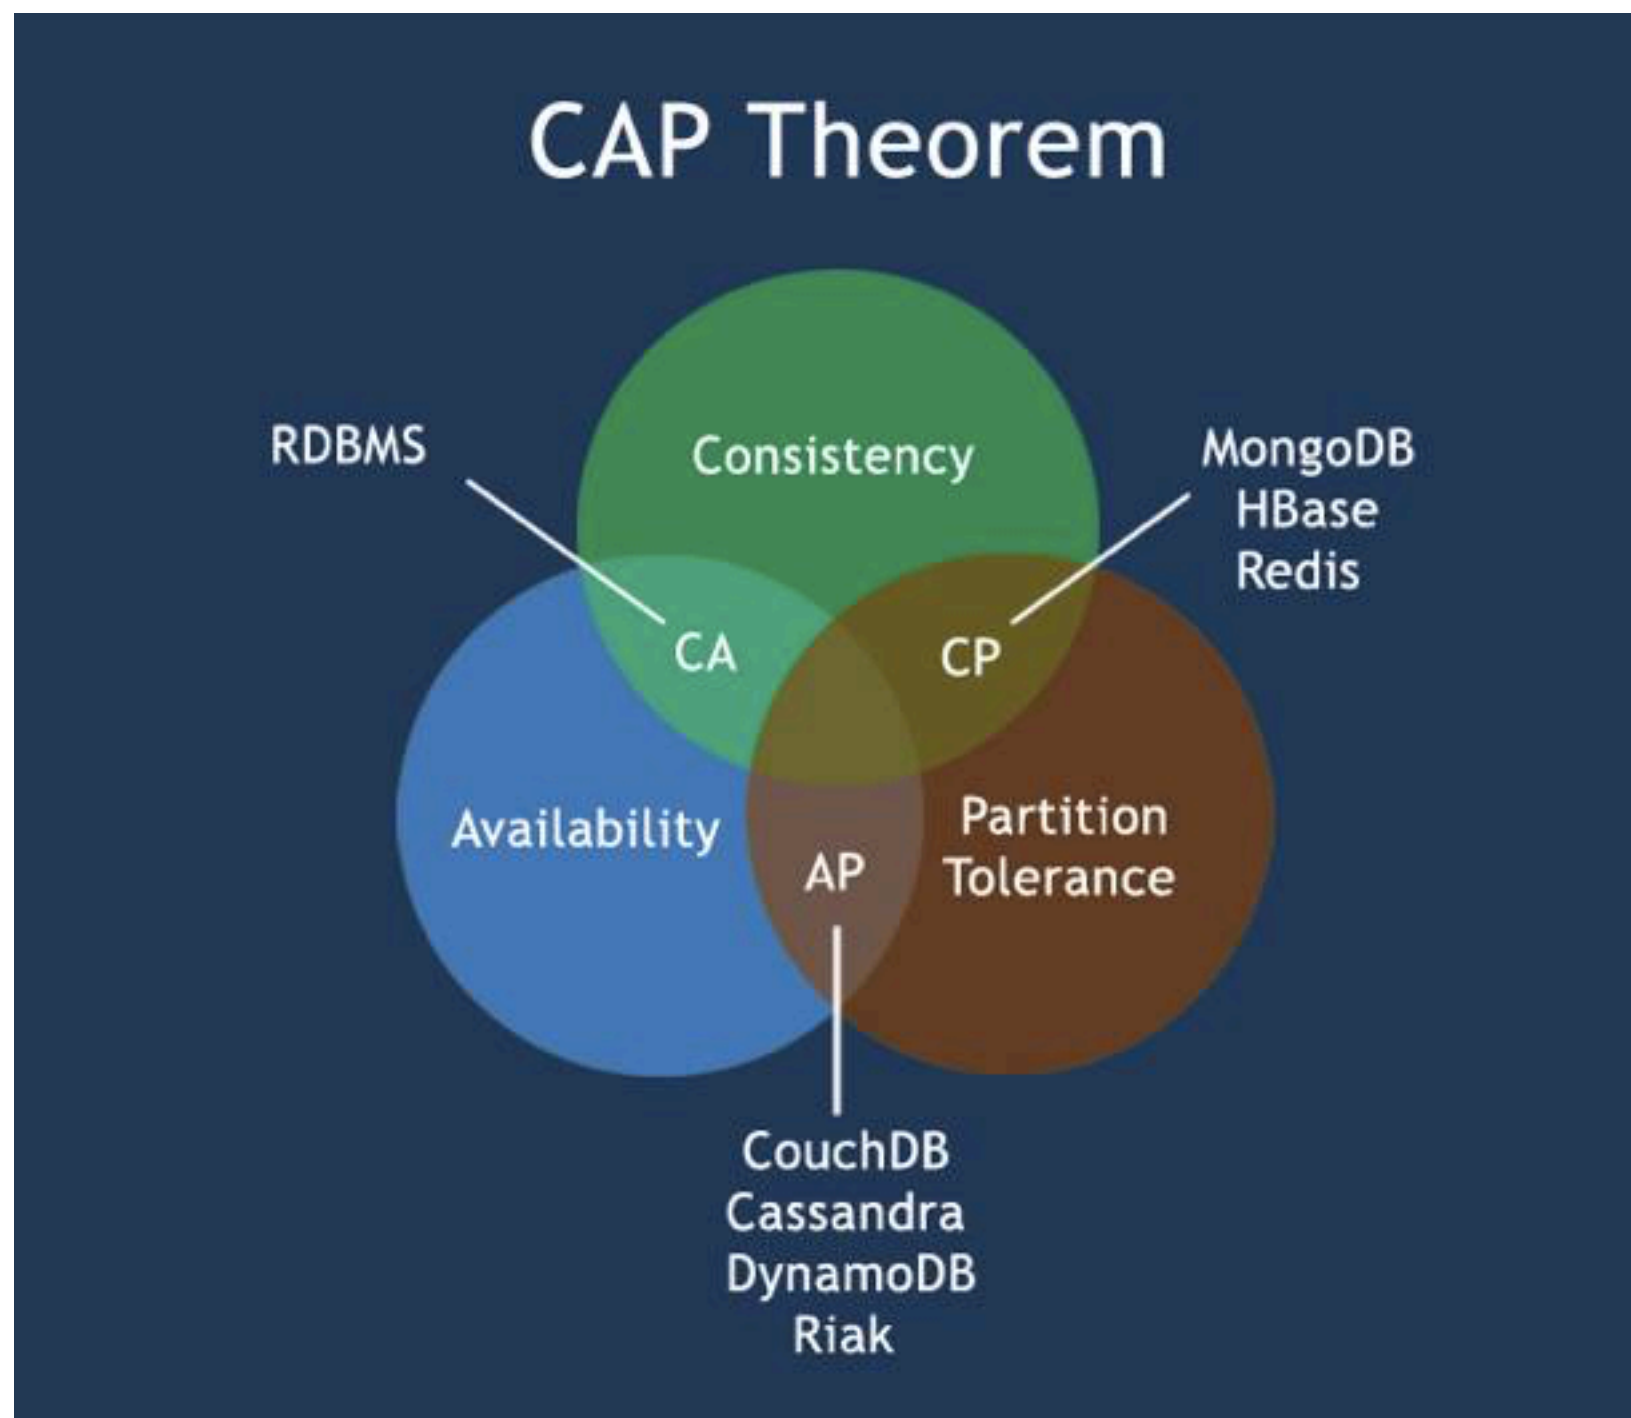 CAP Theorem
Consistency
RDBMS
MongoDB
HBase
Redis
CA
CP
Availability
Partition
Tolerance
AP
CouchDB
Cassandra
DynamoDB
Riak